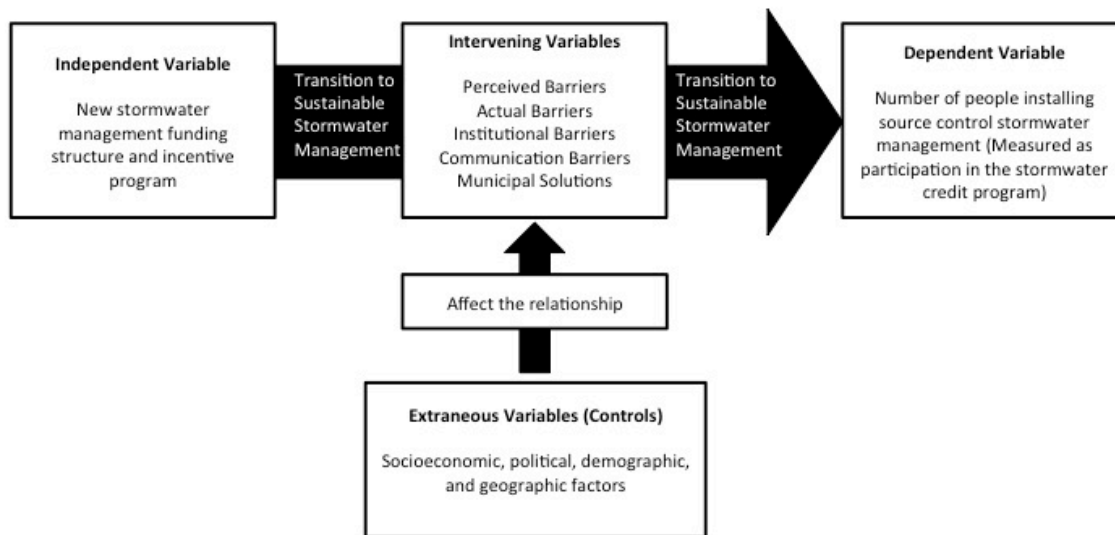 Independent Variable
New stormwater
management funding
structure and incentive
program
Transition to
Sustainable
Stormwater
Management
Intervening Variables
Perceived Barriers
Actual Barriers
Institutional Barriers
Communication Barriers
Municipal Solutions
Transition to
Sustainable
Stormwater
Management
Dependent Variable
Number of people installing
source control stormwater
management (Measured as
participation in the stormwater
credit program)
Affect the relationship
Extraneous Variables (Controls)
Socioeconomic, political, demographic,
and geographic factors